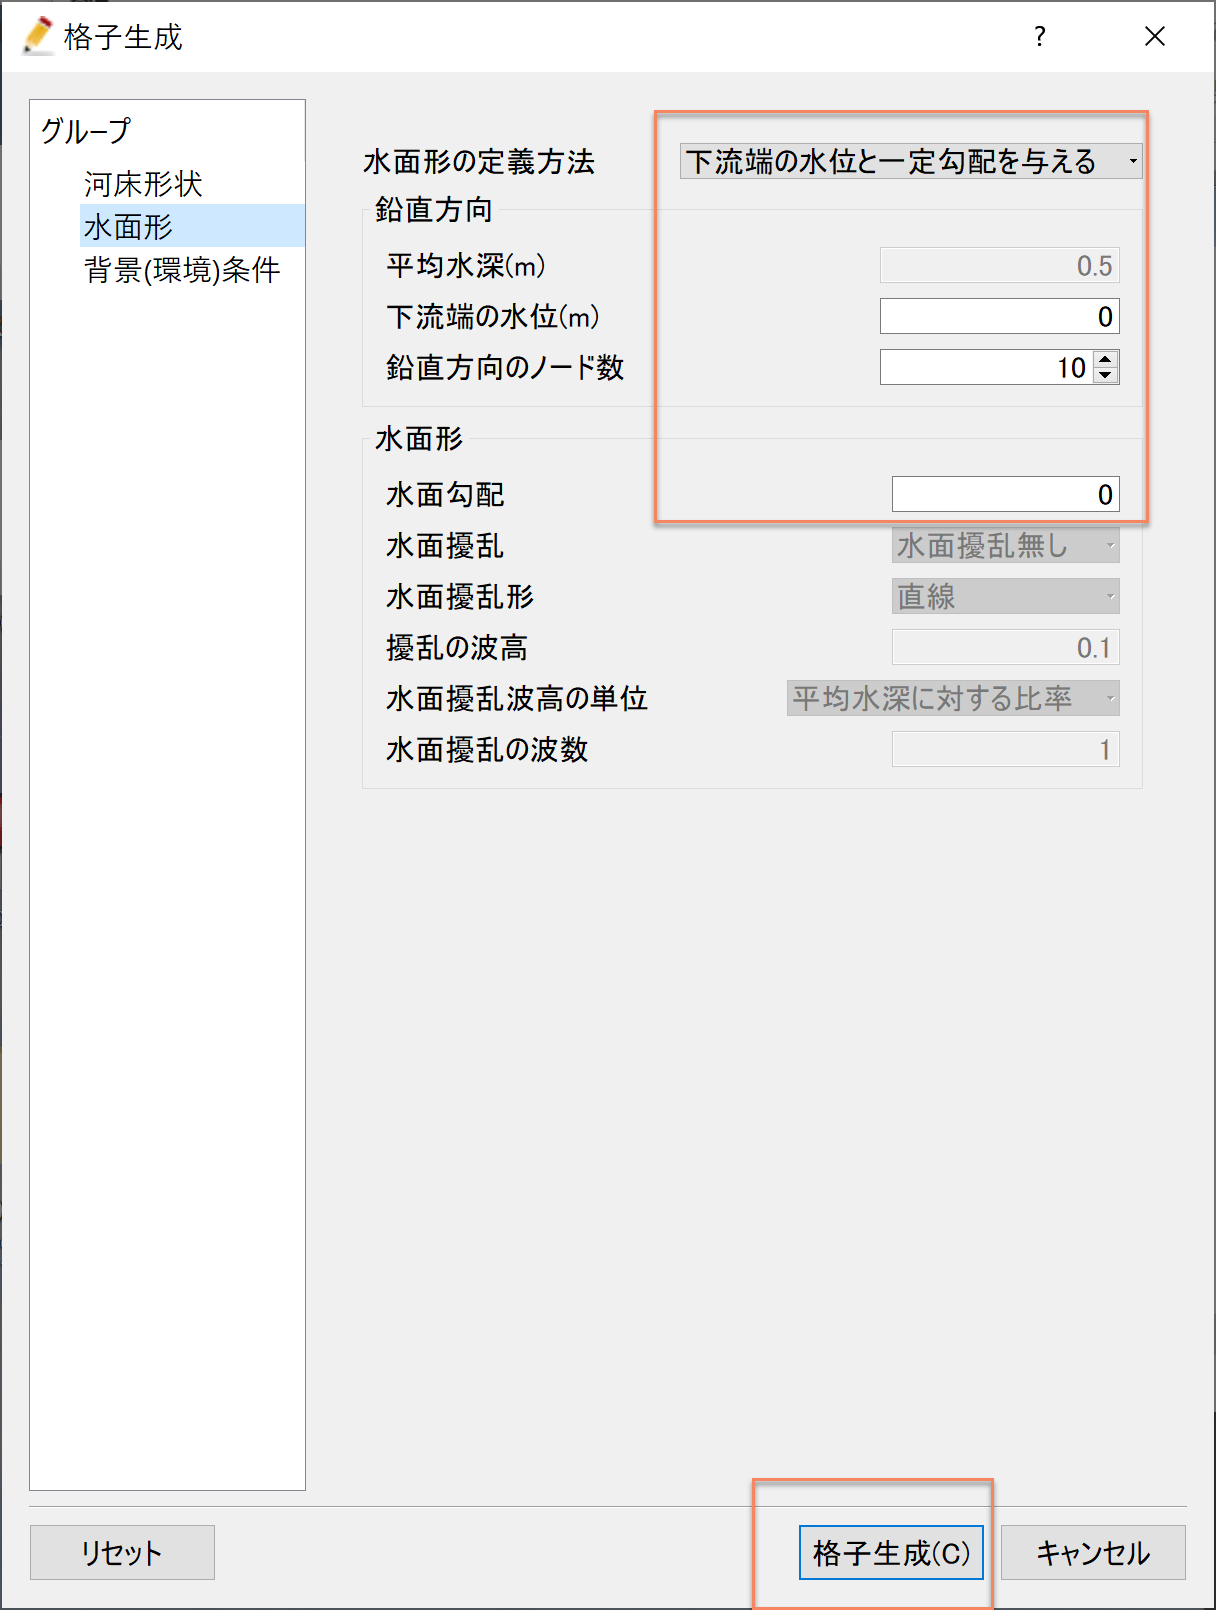 格子生成
?
グループ
河床形状
水面形
背景(環境)条件
水面形の定義方法 下流端の水位と一定勾配を与える
鉛直方向
平均水深(m) 0.5
下流端の水位(m) 0
鉛直方向のノード数 10
水面形
水面勾配 0
水面擾乱 水面擾乱無し
水面擾乱形 直線
擾乱の波高 0.1
水面擾乱波高の単位 平均水深に対する比率
水面擾乱の波数 1
リセット 格子生成(C) キャンセル